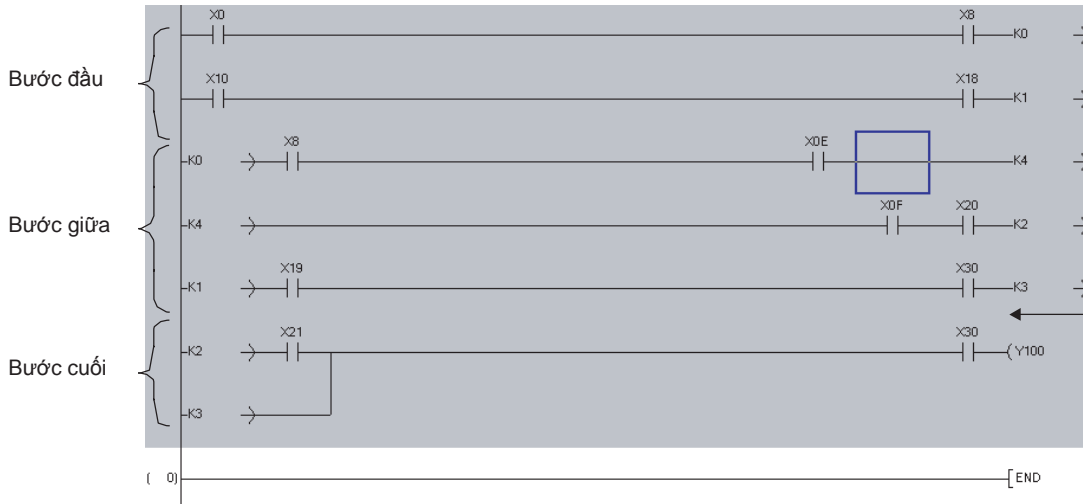 X0 X8
K0
X10 X18
K1
Bước đầu
X8 X0E
K0 K4
X0F X20
K4 K2
Bước giữa
X19 X30
K1 K3
X21 X30
K2 ( Y100
Bước cuối
K3
( 0) [ END